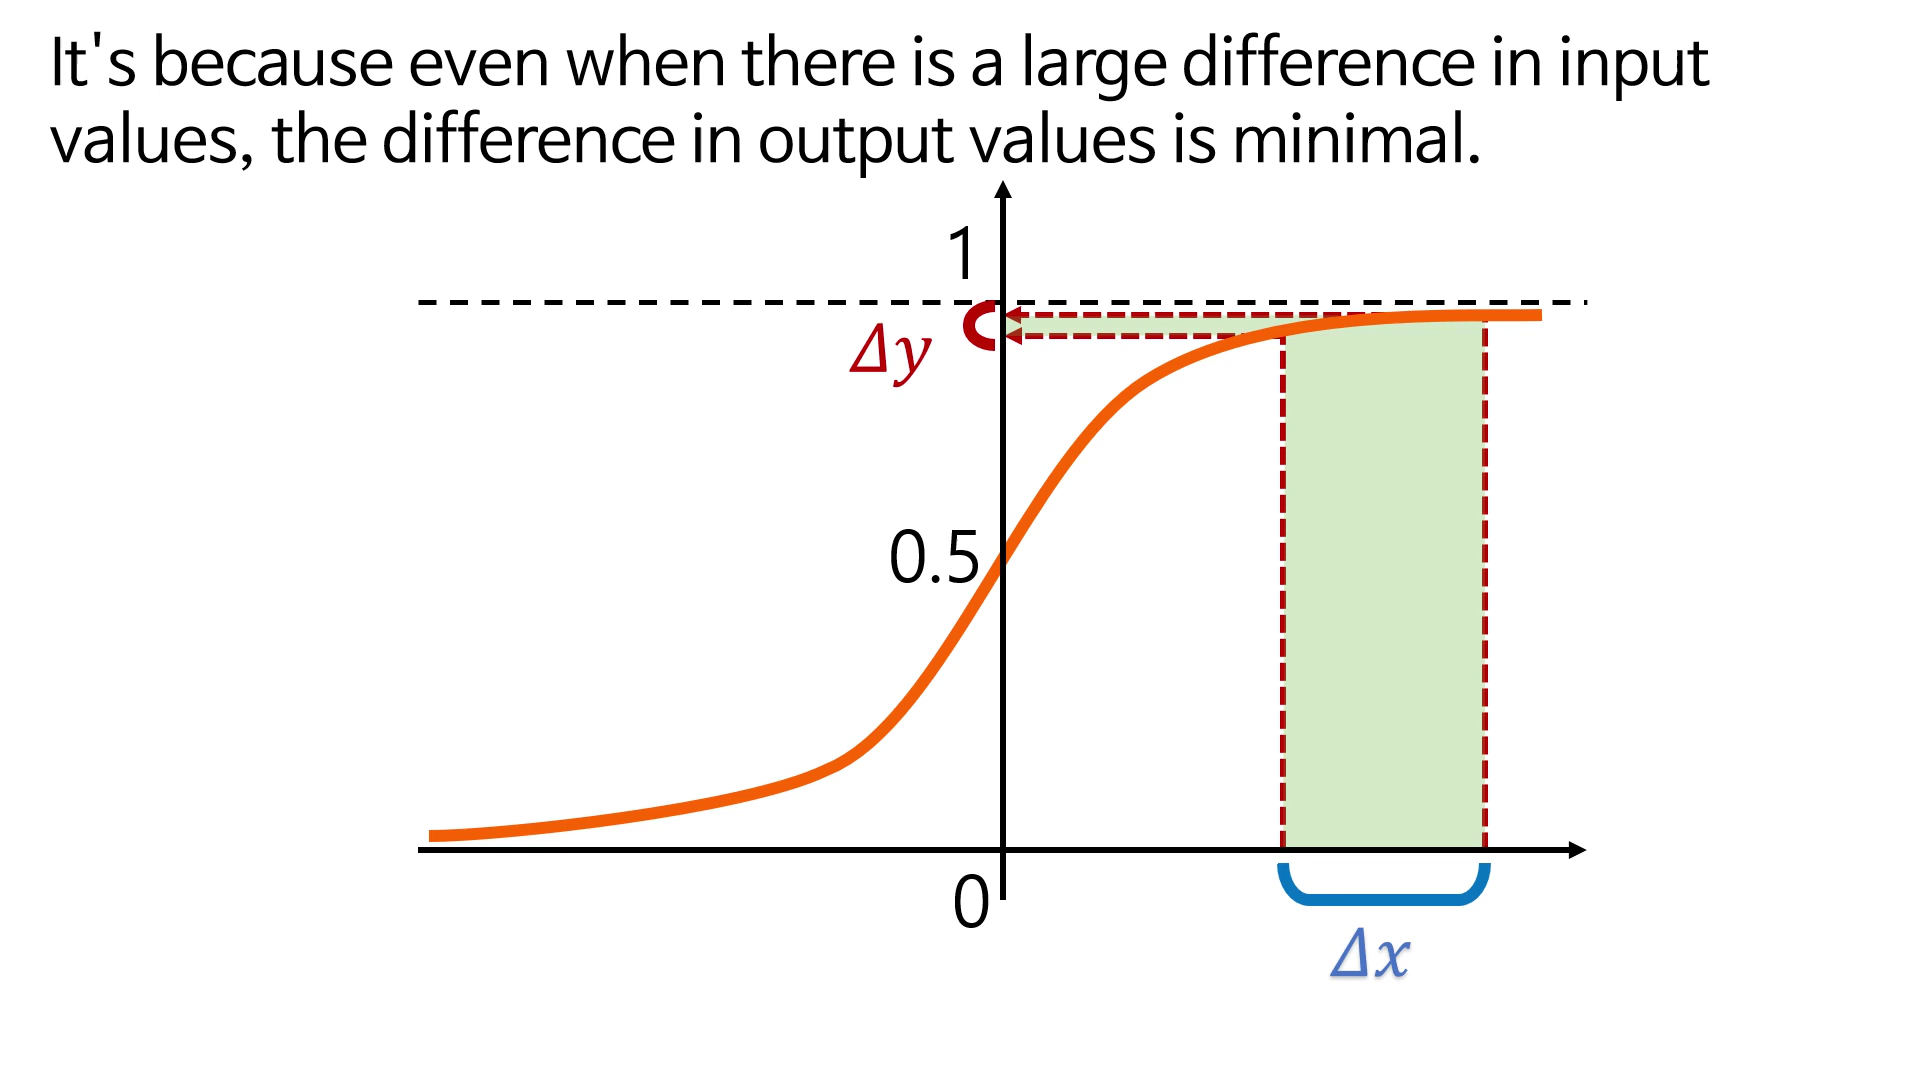 It's because even when there is a large difference in input
values, the difference in output values is minimal.
1
Δy
0.5
0
Δx